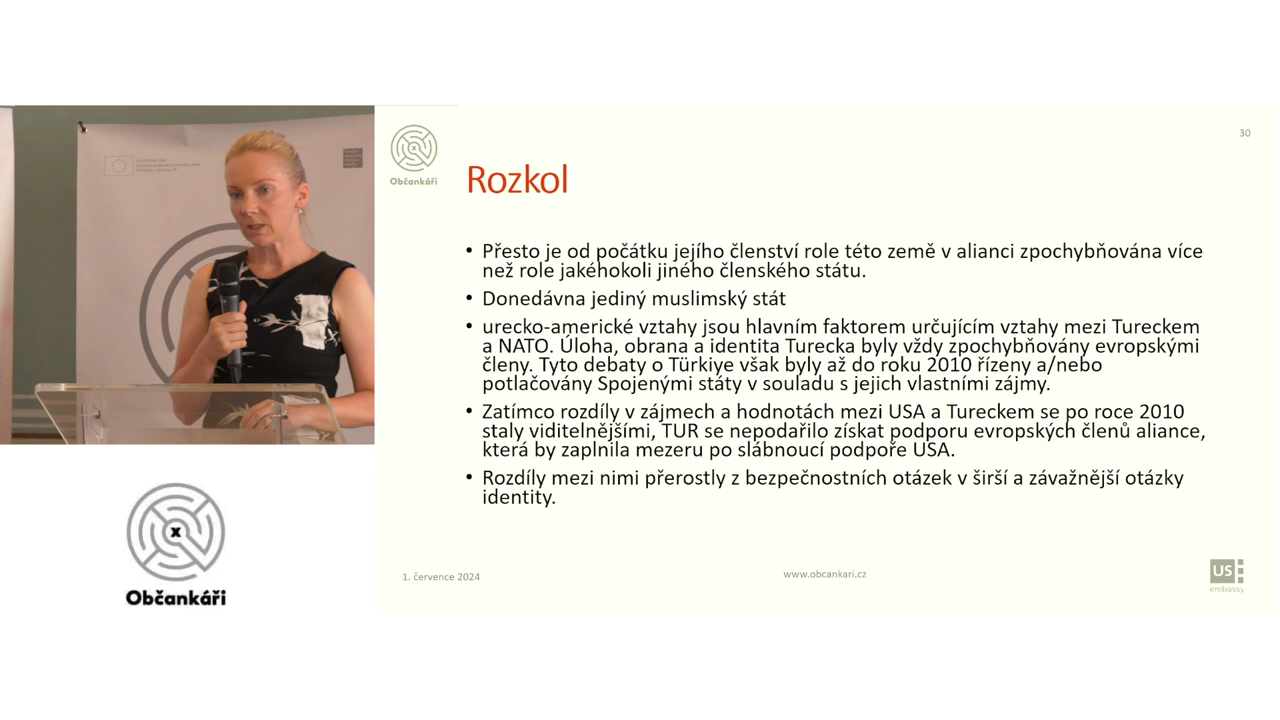 Občankáři
30
Rozkol
• Přesto je od počátku jejího členství role této země v alianci zpochybňována více
než role jakéhokoli jiného členského státu.
• Donedávna jediný muslimský stát
• urecko-americké vztahy jsou hlavním faktorem určujícím vztahy mezi Tureckem
a NATO. Úloha, obrana a identita Turecka byly vždy zpochybňovány evropskými
členy. Tyto debaty o Türkiye však byly až do roku 2010 řízeny a/nebo
potlačovány Spojenými státy v souladu s jejich vlastními zájmy.
• Zatímco rozdíly v zájmech a hodnotách mezi USA a Tureckem se po roce 2010
staly viditelnějšími, TUR se nepodařilo získat podporu evropských členů aliance,
která by zaplnila mezeru po slábnoucí podpoře USA.
• Rozdíly mezi nimi přerostly z bezpečnostních otázek v širší a závažnější otázky
identity.
x
Občankáři
1. července 2024
www.obcankari.cz
US
embassy